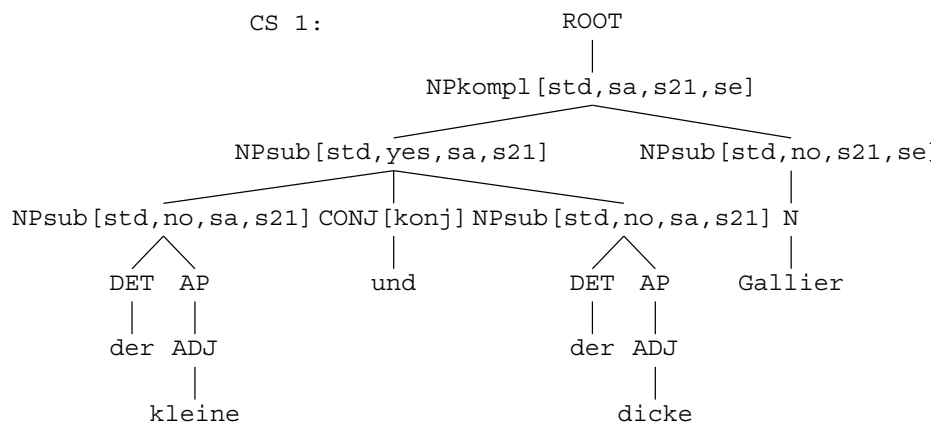 CS 1: ROOT
NPkompl[std,sa,s21,se]
NPsub[std,yes,sa,s21] NPsub[std,no,s21,se]
NPsub[std,no,sa,s21] CONJ[konj] NPsub[std,no,sa,s21] N
DET AP und DET AP Gallier
der ADJ der ADJ
kleine dicke